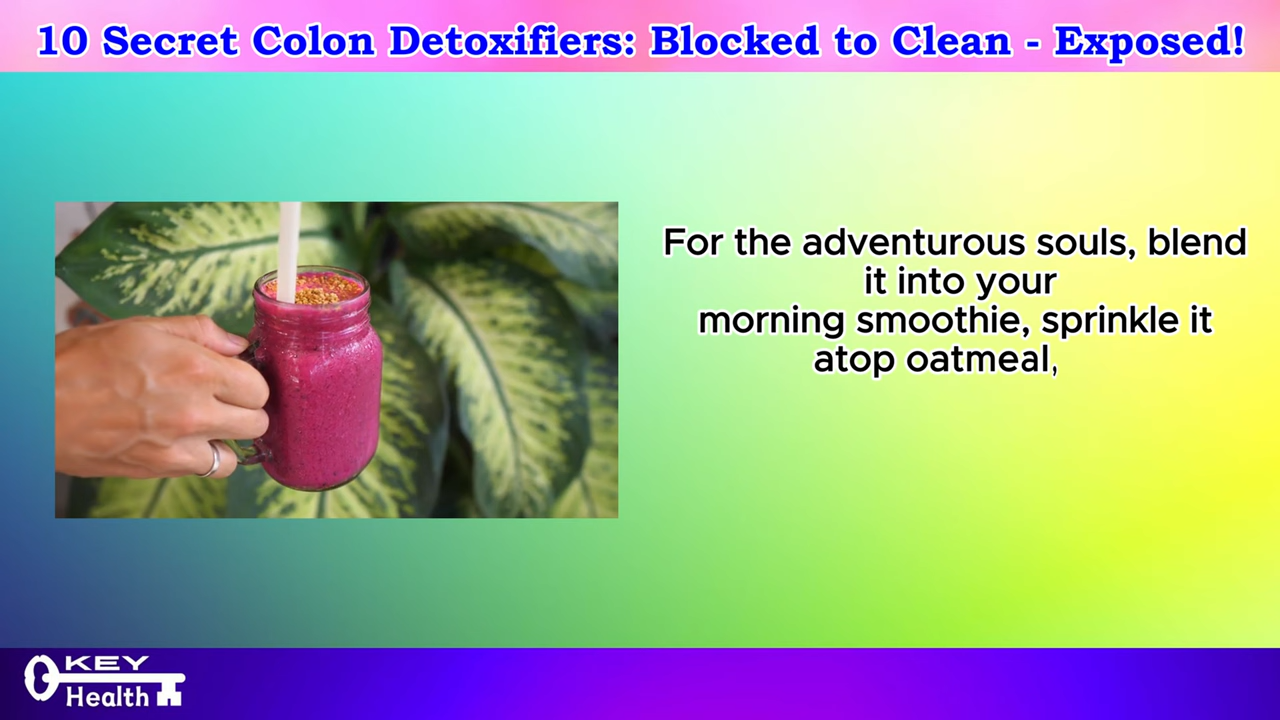 10 Secret Colon Detoxifiers: Blocked to Clean - Exposed!
For the adventurous souls, blend
it into your
morning smoothie, sprinkle it
atop oatmeal,
KEY
Health